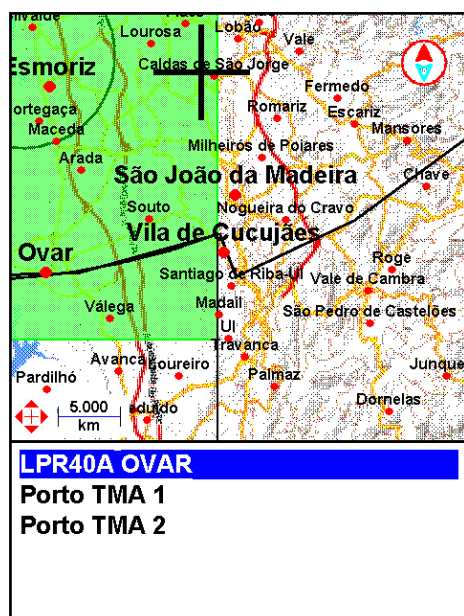 Lourosa
Lobão
Vale
Caldas de São Jorge
Esmoriz
Fermedo
Romariz
Escariz
Mansores
Maceda
Milheiros de Poiares
Arada
São João da Madeira
Chave
Souto
Nogueira do Cravo
Vila de Cucujães
Ovar
Roge
Santiago de Riba-Ul
Vale de Cambra
Madail
Válega
São Pedro de Castelões
Ul
Travanca
Avanca
Loureiro
Palmaz
Junque
Pardilhó
5.000
km
Dornelas
LPR40A OVAR
Porto TMA 1
Porto TMA 2